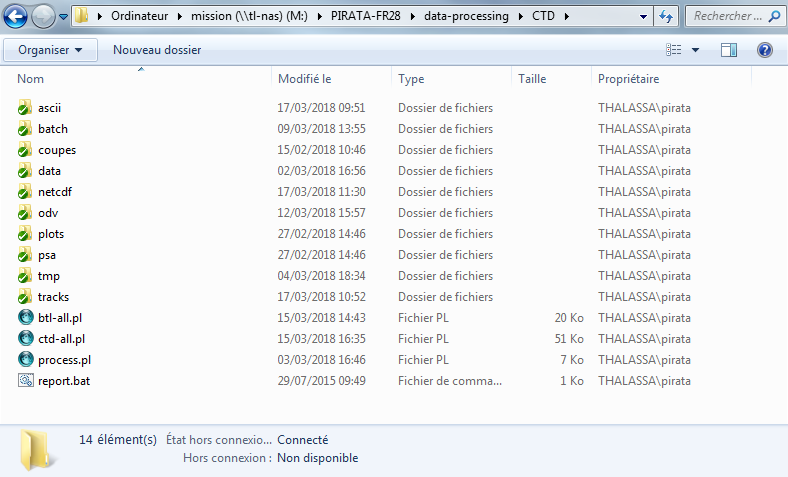 Ordinateur mission (\\tl-nas) (M:) PIRATA-FR28 data-processing CTD Rechercher ...
Organiser Nouveau dossier
Nom Modifié le Type Taille Propriétaire
ascii 17/03/2018 09:51 Dossier de fichiers THALASSA\pirata
batch 09/03/2018 13:55 Dossier de fichiers THALASSA\pirata
coupes 15/02/2018 10:46 Dossier de fichiers THALASSA\pirata
data 02/03/2018 16:56 Dossier de fichiers THALASSA\pirata
netcdf 17/03/2018 11:30 Dossier de fichiers THALASSA\pirata
odv 12/03/2018 15:57 Dossier de fichiers THALASSA\pirata
plots 27/02/2018 14:46 Dossier de fichiers THALASSA\pirata
psa 27/02/2018 14:46 Dossier de fichiers THALASSA\pirata
tmp 04/03/2018 18:34 Dossier de fichiers THALASSA\pirata
tracks 17/03/2018 10:52 Dossier de fichiers THALASSA\pirata
btl-all.pl 15/03/2018 14:43 Fichier PL 20 Ko THALASSA\pirata
ctd-all.pl 15/03/2018 16:35 Fichier PL 51 Ko THALASSA\pirata
process.pl 03/03/2018 16:46 Fichier PL 7 Ko THALASSA\pirata
report.bat 29/07/2015 09:49 Fichier de comma... 1 Ko THALASSA\pirata
14 élément(s) État hors connexio... Connecté
Hors connexion : Non disponible